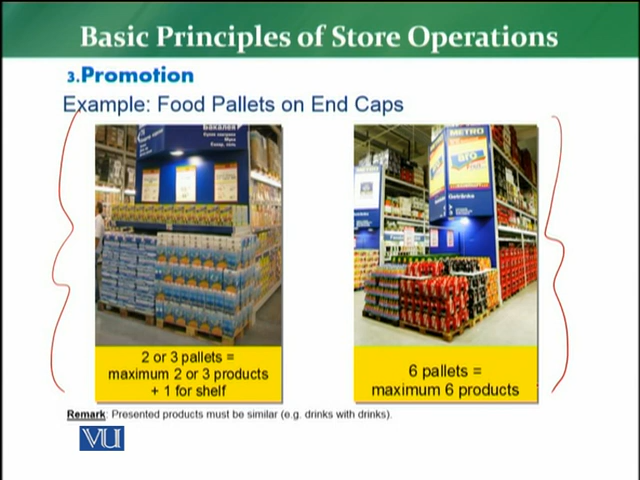 Basic Principles of Store Operations
3.Promotion
Example: Food Pallets on End Caps
Бакалея
METRO
2 or 3 pallets =
maximum 2 or 3 products
+ 1 for shelf
6 pallets =
maximum 6 products
Remark: Presented products must be similar (e.g. drinks with drinks).
VU